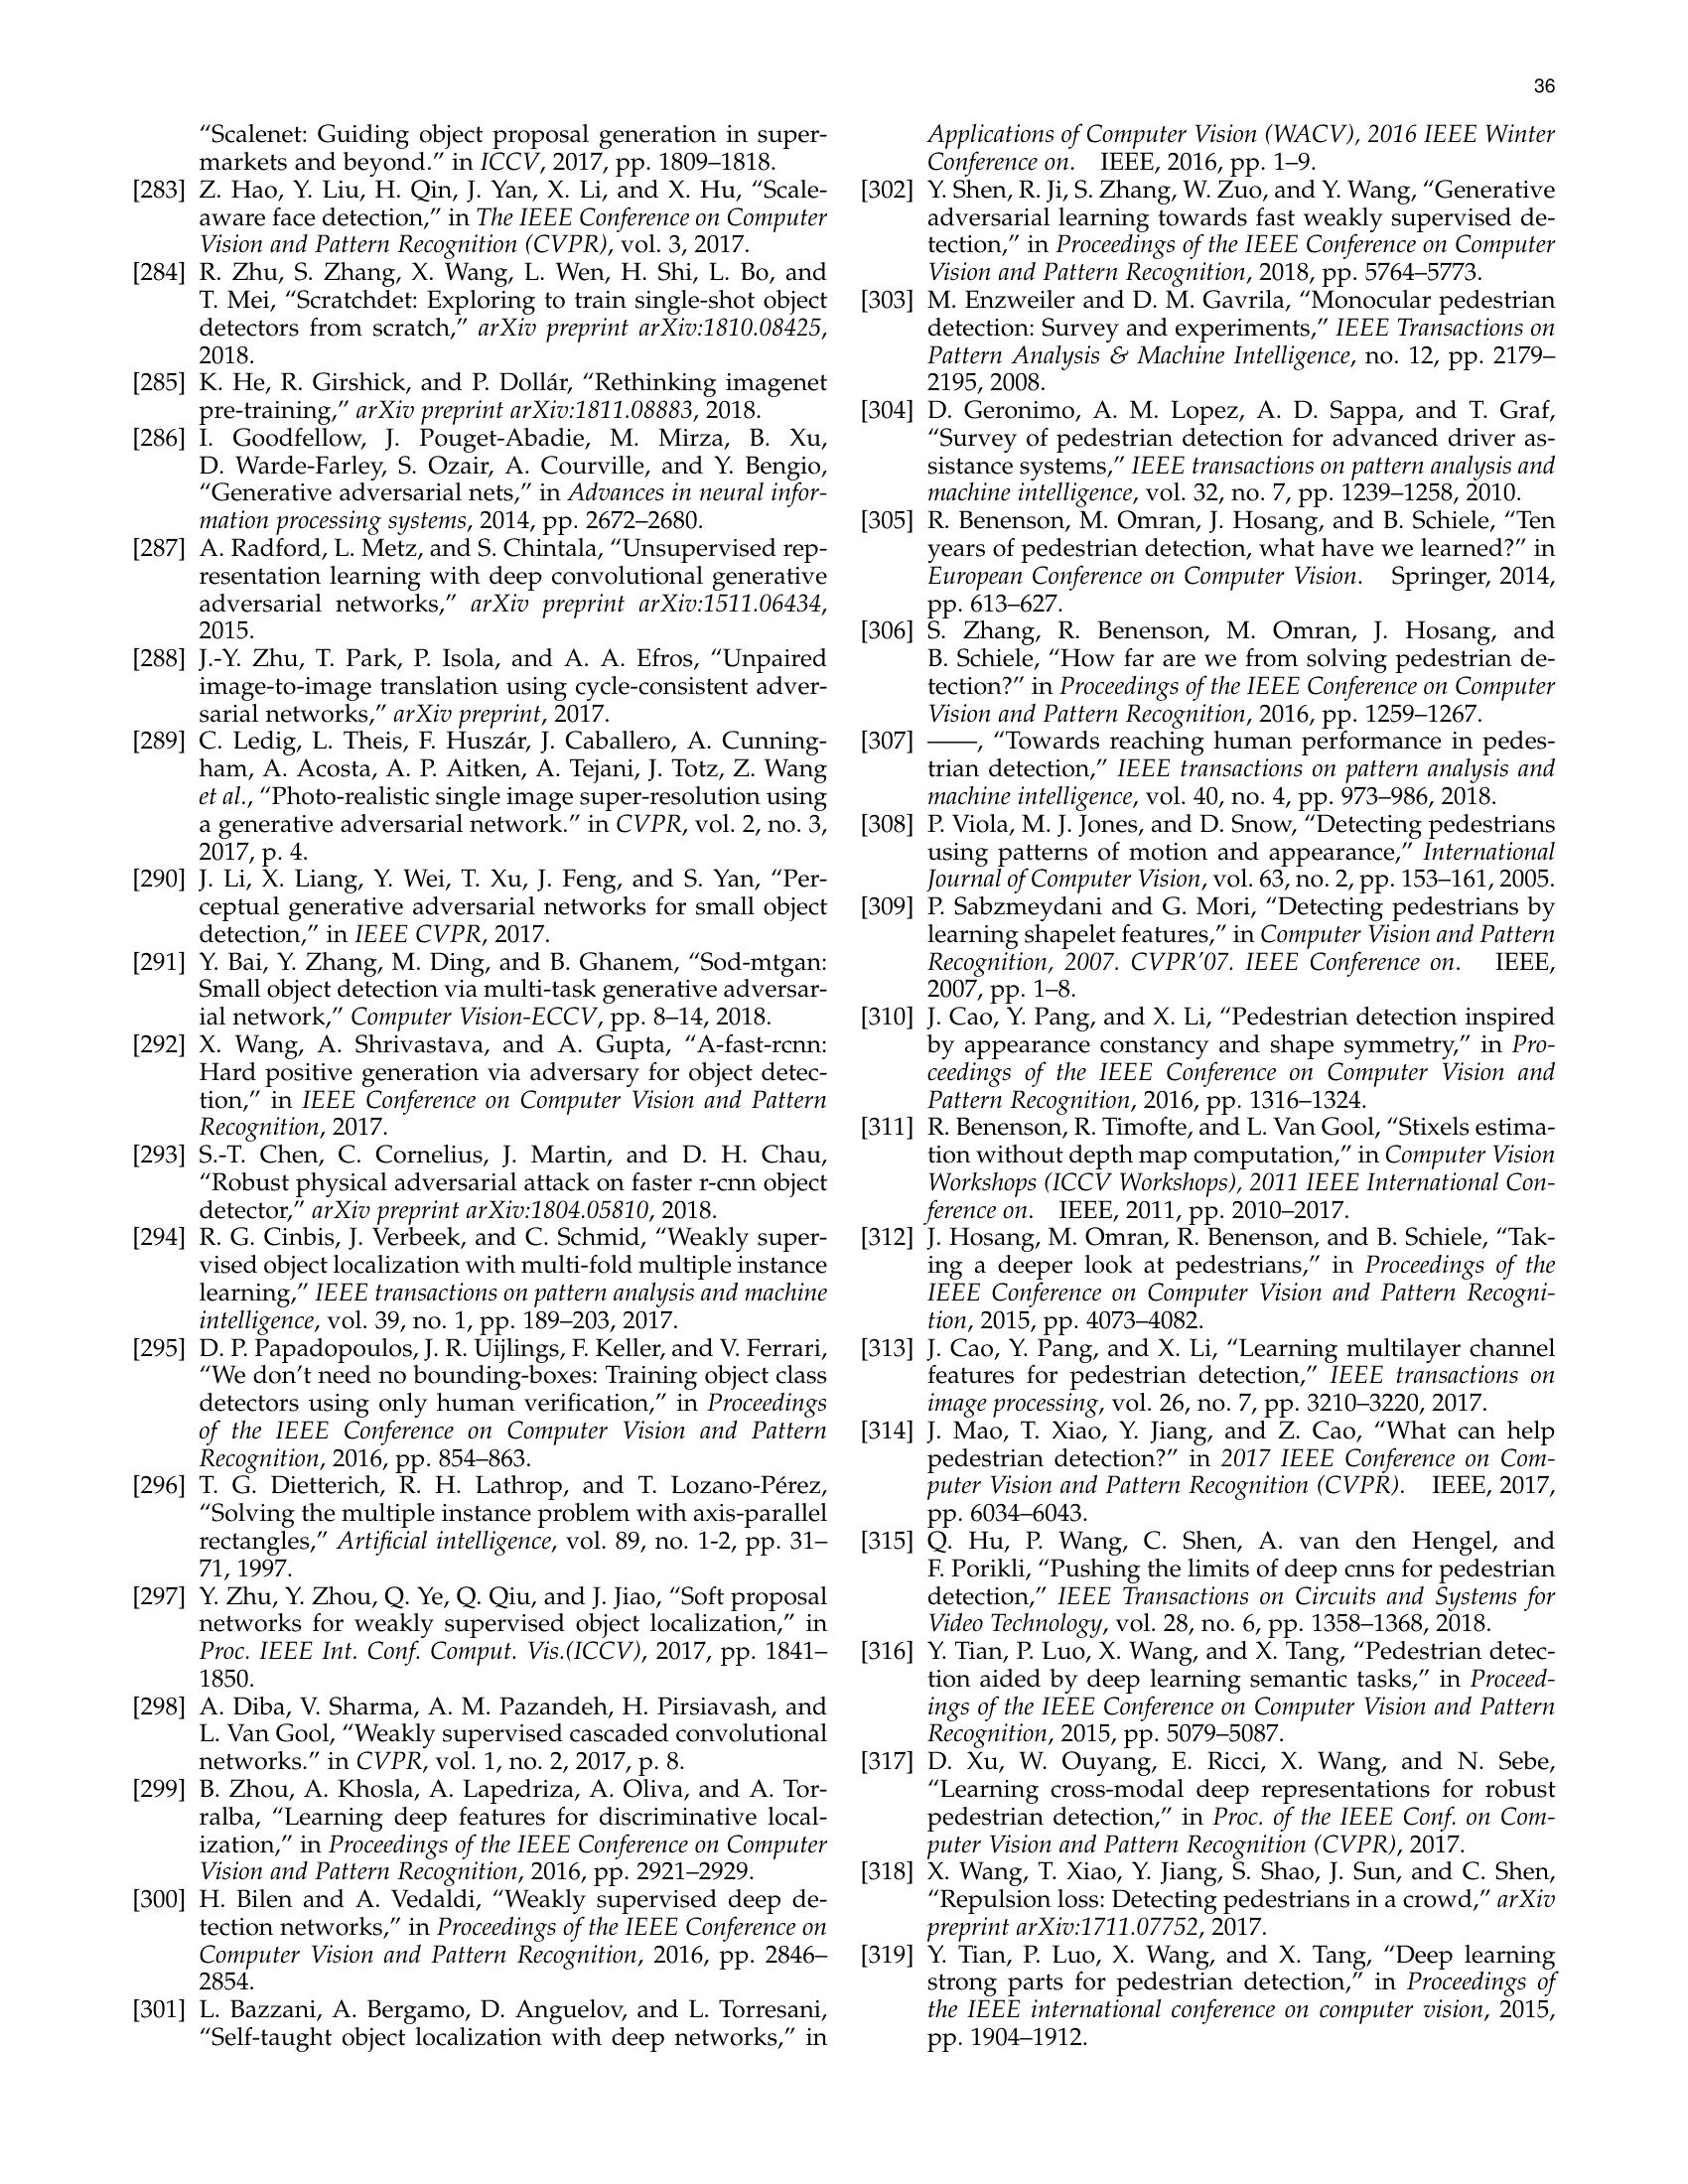 36
“Scalenet: Guiding object proposal generation in super-
markets and beyond.” in ICCV, 2017, pp. 1809–1818.
[283] Z. Hao, Y. Liu, H. Qin, J. Yan, X. Li, and X. Hu, “Scale-
aware face detection,” in The IEEE Conference on Computer
Vision and Pattern Recognition (CVPR), vol. 3, 2017.
[284] R. Zhu, S. Zhang, X. Wang, L. Wen, H. Shi, L. Bo, and
T. Mei, “Scratchdet: Exploring to train single-shot object
detectors from scratch,” arXiv preprint arXiv:1810.08425,
2018.
[285] K. He, R. Girshick, and P. Dollár, “Rethinking imagenet
pre-training,” arXiv preprint arXiv:1811.08883, 2018.
[286] I. Goodfellow, J. Pouget-Abadie, M. Mirza, B. Xu,
D. Warde-Farley, S. Ozair, A. Courville, and Y. Bengio,
“Generative adversarial nets,” in Advances in neural infor-
mation processing systems, 2014, pp. 2672–2680.
[287] A. Radford, L. Metz, and S. Chintala, “Unsupervised rep-
resentation learning with deep convolutional generative
adversarial networks,” arXiv preprint arXiv:1511.06434,
2015.
[288] J.-Y. Zhu, T. Park, P. Isola, and A. A. Efros, “Unpaired
image-to-image translation using cycle-consistent adver-
sarial networks,” arXiv preprint, 2017.
[289] C. Ledig, L. Theis, F. Huszár, J. Caballero, A. Cunning-
ham, A. Acosta, A. P. Aitken, A. Tejani, J. Totz, Z. Wang
et al., “Photo-realistic single image super-resolution using
a generative adversarial network.” in CVPR, vol. 2, no. 3,
2017, p. 4.
[290] J. Li, X. Liang, Y. Wei, T. Xu, J. Feng, and S. Yan, “Per-
ceptual generative adversarial networks for small object
detection,” in IEEE CVPR, 2017.
[291] Y. Bai, Y. Zhang, M. Ding, and B. Ghanem, “Sod-mtgan:
Small object detection via multi-task generative adversar-
ial network,” Computer Vision-ECCV, pp. 8–14, 2018.
[292] X. Wang, A. Shrivastava, and A. Gupta, “A-fast-rcnn:
Hard positive generation via adversary for object detec-
tion,” in IEEE Conference on Computer Vision and Pattern
Recognition, 2017.
[293] S.-T. Chen, C. Cornelius, J. Martin, and D. H. Chau,
“Robust physical adversarial attack on faster r-cnn object
detector,” arXiv preprint arXiv:1804.05810, 2018.
[294] R. G. Cinbis, J. Verbeek, and C. Schmid, “Weakly super-
vised object localization with multi-fold multiple instance
learning,” IEEE transactions on pattern analysis and machine
intelligence, vol. 39, no. 1, pp. 189–203, 2017.
[295] D. P. Papadopoulos, J. R. Uijlings, F. Keller, and V. Ferrari,
“We don’t need no bounding-boxes: Training object class
detectors using only human verification,” in Proceedings
of the IEEE Conference on Computer Vision and Pattern
Recognition, 2016, pp. 854–863.
[296] T. G. Dietterich, R. H. Lathrop, and T. Lozano-Pérez,
“Solving the multiple instance problem with axis-parallel
rectangles,” Artificial intelligence, vol. 89, no. 1-2, pp. 31–
71, 1997.
[297] Y. Zhu, Y. Zhou, Q. Ye, Q. Qiu, and J. Jiao, “Soft proposal
networks for weakly supervised object localization,” in
Proc. IEEE Int. Conf. Comput. Vis.(ICCV), 2017, pp. 1841–
1850.
[298] A. Diba, V. Sharma, A. M. Pazandeh, H. Pirsiavash, and
L. Van Gool, “Weakly supervised cascaded convolutional
networks.” in CVPR, vol. 1, no. 2, 2017, p. 8.
[299] B. Zhou, A. Khosla, A. Lapedriza, A. Oliva, and A. Tor-
ralba, “Learning deep features for discriminative local-
ization,” in Proceedings of the IEEE Conference on Computer
Vision and Pattern Recognition, 2016, pp. 2921–2929.
[300] H. Bilen and A. Vedaldi, “Weakly supervised deep de-
tection networks,” in Proceedings of the IEEE Conference on
Computer Vision and Pattern Recognition, 2016, pp. 2846–
2854.
[301] L. Bazzani, A. Bergamo, D. Anguelov, and L. Torresani,
“Self-taught object localization with deep networks,” in
Applications of Computer Vision (WACV), 2016 IEEE Winter
Conference on. IEEE, 2016, pp. 1–9.
[302] Y. Shen, R. Ji, S. Zhang, W. Zuo, and Y. Wang, “Generative
adversarial learning towards fast weakly supervised de-
tection,” in Proceedings of the IEEE Conference on Computer
Vision and Pattern Recognition, 2018, pp. 5764–5773.
[303] M. Enzweiler and D. M. Gavrila, “Monocular pedestrian
detection: Survey and experiments,” IEEE Transactions on
Pattern Analysis & Machine Intelligence, no. 12, pp. 2179–
2195, 2008.
[304] D. Geronimo, A. M. Lopez, A. D. Sappa, and T. Graf,
“Survey of pedestrian detection for advanced driver as-
sistance systems,” IEEE transactions on pattern analysis and
machine intelligence, vol. 32, no. 7, pp. 1239–1258, 2010.
[305] R. Benenson, M. Omran, J. Hosang, and B. Schiele, “Ten
years of pedestrian detection, what have we learned?” in
European Conference on Computer Vision. Springer, 2014,
pp. 613–627.
[306] S. Zhang, R. Benenson, M. Omran, J. Hosang, and
B. Schiele, “How far are we from solving pedestrian de-
tection?” in Proceedings of the IEEE Conference on Computer
Vision and Pattern Recognition, 2016, pp. 1259–1267.
[307] ——, “Towards reaching human performance in pedes-
trian detection,” IEEE transactions on pattern analysis and
machine intelligence, vol. 40, no. 4, pp. 973–986, 2018.
[308] P. Viola, M. J. Jones, and D. Snow, “Detecting pedestrians
using patterns of motion and appearance,” International
Journal of Computer Vision, vol. 63, no. 2, pp. 153–161, 2005.
[309] P. Sabzmeydani and G. Mori, “Detecting pedestrians by
learning shapelet features,” in Computer Vision and Pattern
Recognition, 2007. CVPR’07. IEEE Conference on. IEEE,
2007, pp. 1–8.
[310] J. Cao, Y. Pang, and X. Li, “Pedestrian detection inspired
by appearance constancy and shape symmetry,” in Pro-
ceedings of the IEEE Conference on Computer Vision and
Pattern Recognition, 2016, pp. 1316–1324.
[311] R. Benenson, R. Timofte, and L. Van Gool, “Stixels estima-
tion without depth map computation,” in Computer Vision
Workshops (ICCV Workshops), 2011 IEEE International Con-
ference on. IEEE, 2011, pp. 2010–2017.
[312] J. Hosang, M. Omran, R. Benenson, and B. Schiele, “Tak-
ing a deeper look at pedestrians,” in Proceedings of the
IEEE Conference on Computer Vision and Pattern Recogni-
tion, 2015, pp. 4073–4082.
[313] J. Cao, Y. Pang, and X. Li, “Learning multilayer channel
features for pedestrian detection,” IEEE transactions on
image processing, vol. 26, no. 7, pp. 3210–3220, 2017.
[314] J. Mao, T. Xiao, Y. Jiang, and Z. Cao, “What can help
pedestrian detection?” in 2017 IEEE Conference on Com-
puter Vision and Pattern Recognition (CVPR). IEEE, 2017,
pp. 6034–6043.
[315] Q. Hu, P. Wang, C. Shen, A. van den Hengel, and
F. Porikli, “Pushing the limits of deep cnns for pedestrian
detection,” IEEE Transactions on Circuits and Systems for
Video Technology, vol. 28, no. 6, pp. 1358–1368, 2018.
[316] Y. Tian, P. Luo, X. Wang, and X. Tang, “Pedestrian detec-
tion aided by deep learning semantic tasks,” in Proceed-
ings of the IEEE Conference on Computer Vision and Pattern
Recognition, 2015, pp. 5079–5087.
[317] D. Xu, W. Ouyang, E. Ricci, X. Wang, and N. Sebe,
“Learning cross-modal deep representations for robust
pedestrian detection,” in Proc. of the IEEE Conf. on Com-
puter Vision and Pattern Recognition (CVPR), 2017.
[318] X. Wang, T. Xiao, Y. Jiang, S. Shao, J. Sun, and C. Shen,
“Repulsion loss: Detecting pedestrians in a crowd,” arXiv
preprint arXiv:1711.07752, 2017.
[319] Y. Tian, P. Luo, X. Wang, and X. Tang, “Deep learning
strong parts for pedestrian detection,” in Proceedings of
the IEEE international conference on computer vision, 2015,
pp. 1904–1912.